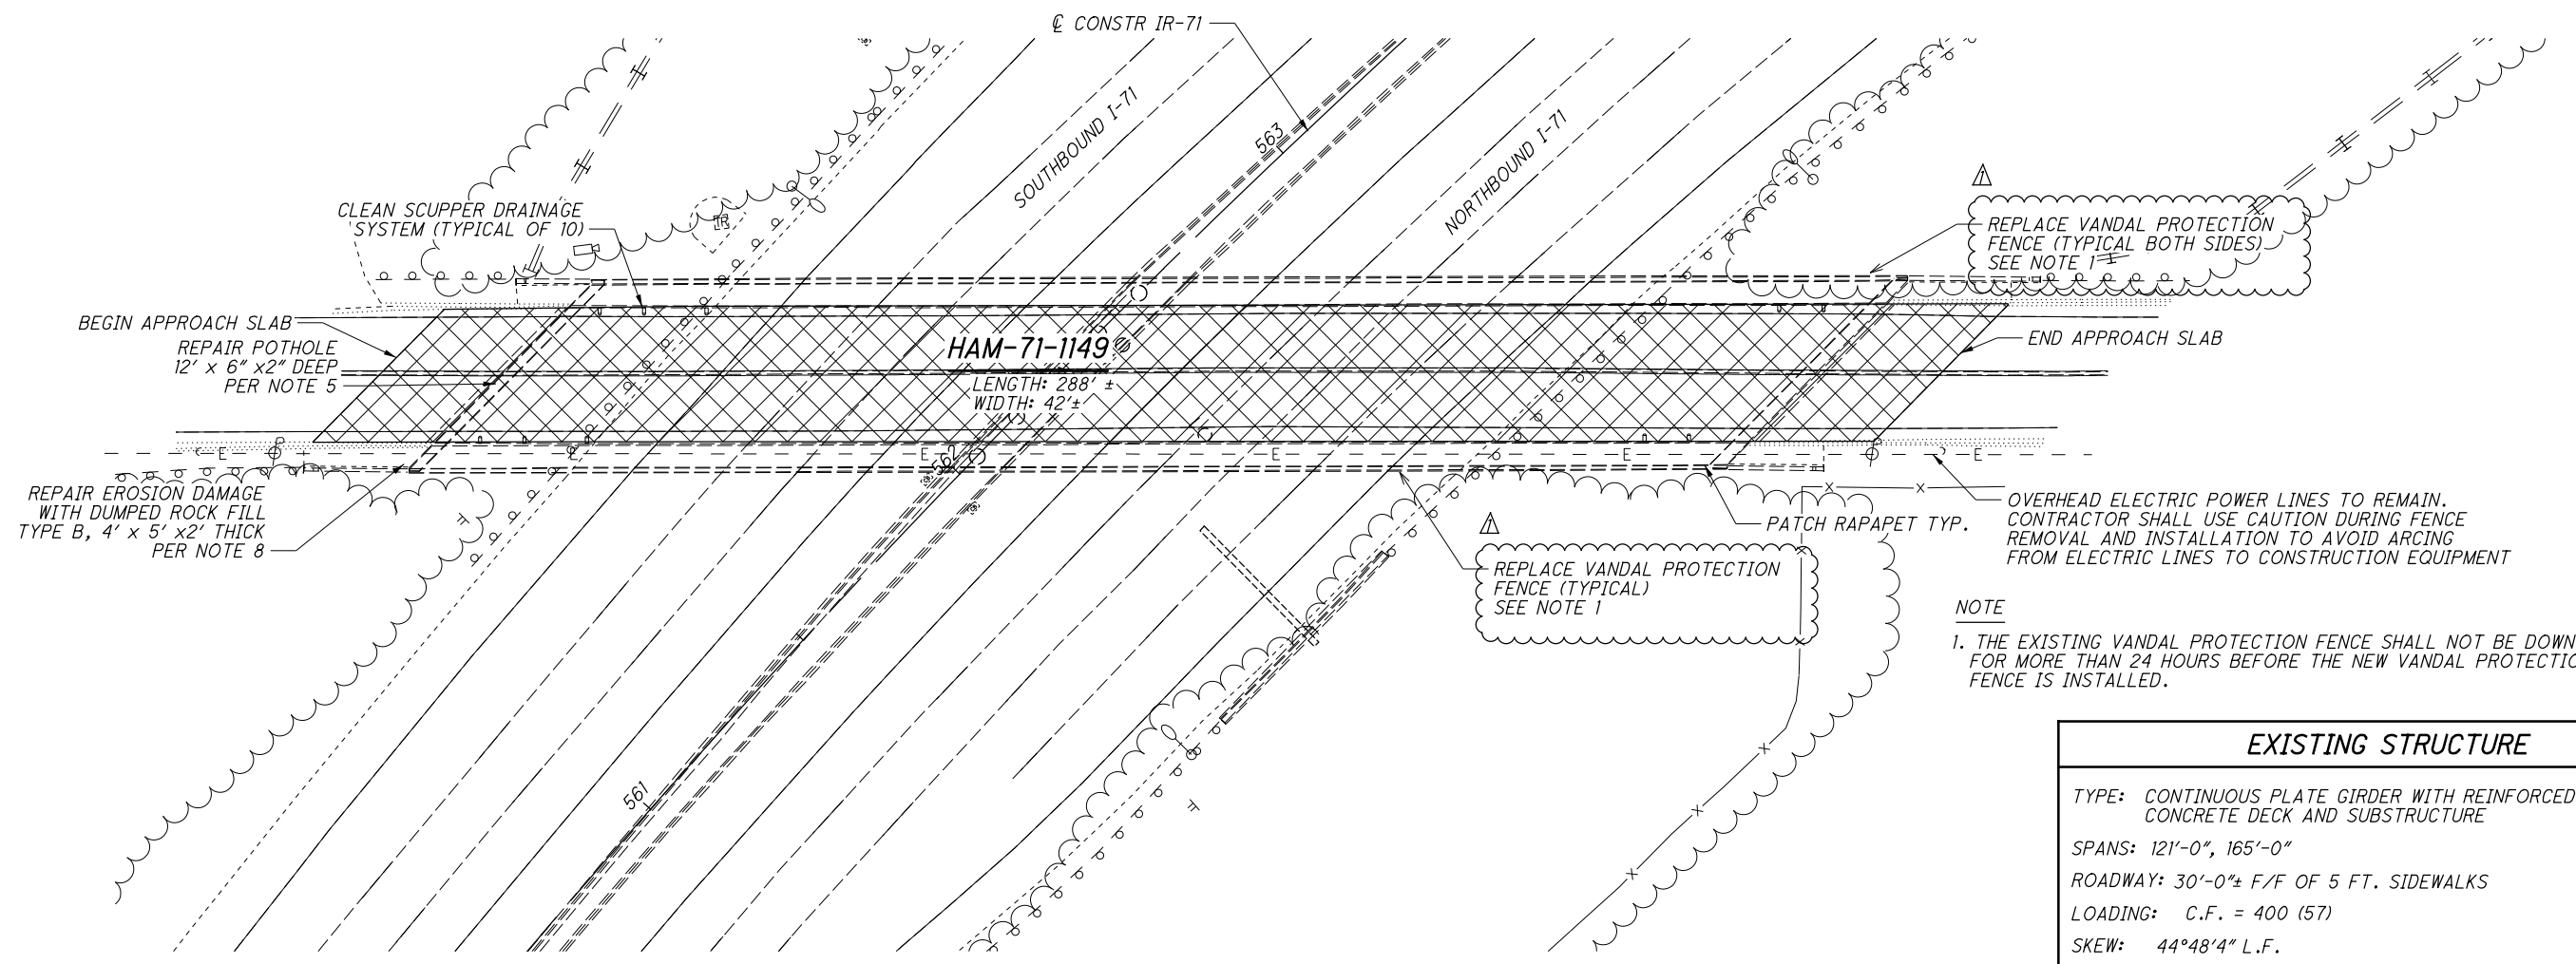 ℄ CONSTR IR-71
SOUTHBOUND I-71
563
NORTHBOUND I-71
CLEAN SCUPPER DRAINAGE
SYSTEM (TYPICAL OF 10)
1
REPLACE VANDAL PROTECTION
FENCE (TYPICAL BOTH SIDES)
SEE NOTE 1
BEGIN APPROACH SLAB
REPAIR POTHOLE
12' x 6" x2" DEEP
PER NOTE 5
HAM-71-1149
LENGTH: 288' ±
WIDTH: 42'±
END APPROACH SLAB
E
E
E
E
E
E
562
REPAIR EROSION DAMAGE
WITH DUMPED ROCK FILL
TYPE B, 4' x 5' x2' THICK
PER NOTE 8
PATCH RAPAPET TYP.
OVERHEAD ELECTRIC POWER LINES TO REMAIN.
CONTRACTOR SHALL USE CAUTION DURING FENCE
REMOVAL AND INSTALLATION TO AVOID ARCING
FROM ELECTRIC LINES TO CONSTRUCTION EQUIPMENT
1
REPLACE VANDAL PROTECTION
FENCE (TYPICAL)
SEE NOTE 1
NOTE
1. THE EXISTING VANDAL PROTECTION FENCE SHALL NOT BE DOWN
FOR MORE THAN 24 HOURS BEFORE THE NEW VANDAL PROTECTIO
FENCE IS INSTALLED.
561
EXISTING STRUCTURE
TYPE: CONTINUOUS PLATE GIRDER WITH REINFORCED
CONCRETE DECK AND SUBSTRUCTURE
SPANS: 121'-0", 165'-0"
ROADWAY: 30'-0"± F/F OF 5 FT. SIDEWALKS
LOADING: C.F. = 400 (57)
SKEW: 44°48'4" L.F.